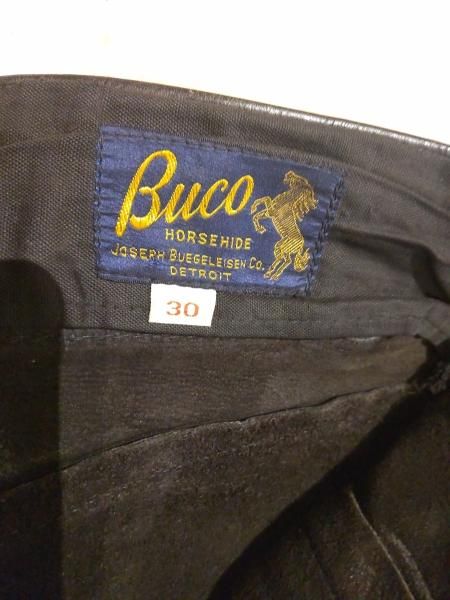 Buco
HORSEHIDE
JOSEPH BUEGELEISEN CO.
DETROIT
30